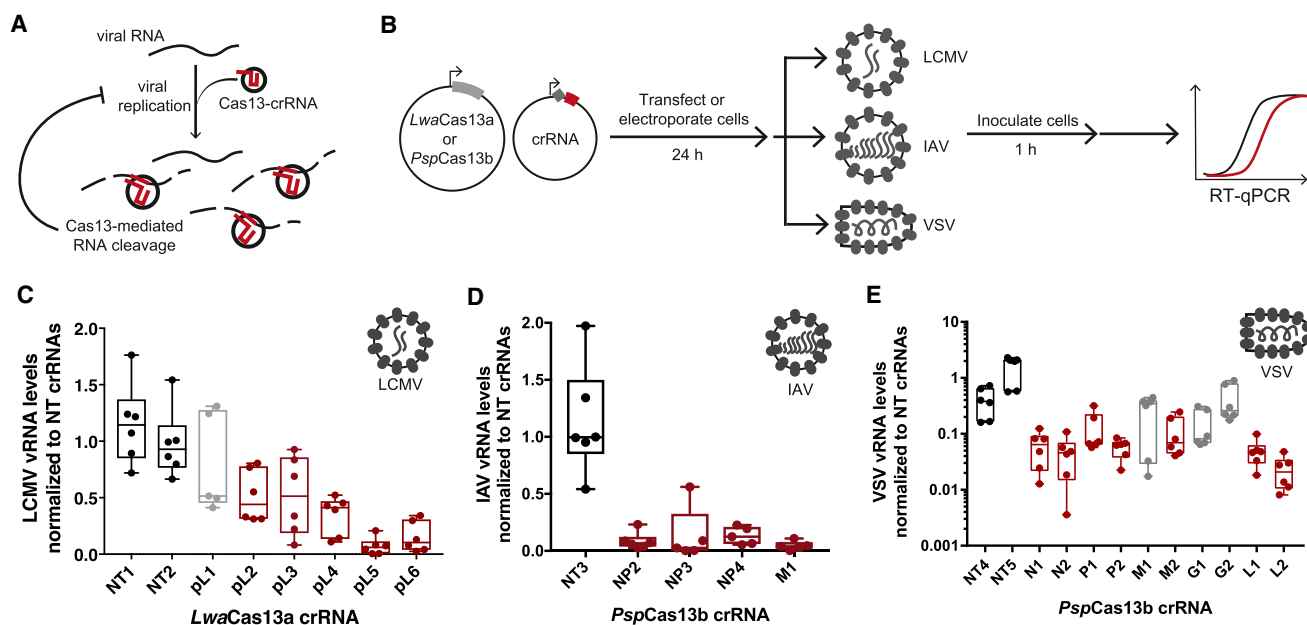 A
viral RNA
viral
replication
Cas13-crRNA
Cas13-mediated
RNA cleavage
B
LwaCas13a
or
PspCas13b
crRNA
Transfect or
electroporate cells
24 h
LCMV
IAV
VSV
Inoculate cells
1 h
RT-qPCR
C
LCMV vRNA levels
normalized to NT crRNAs
2.0
1.5
1.0
0.5
0.0
LCMV
NT1 NT2 pL1 pL2 pL3 pL4 pL5 pL6
LwaCas13a crRNA
D
IAV vRNA levels
normalized to NT crRNAs
2.0
1.5
1.0
0.5
0.0
IAV
NT3 NP2 NP3 NP4 M1
PspCas13b crRNA
E
VSV vRNA levels
normalized to NT crRNAs
10
1
0.1
0.01
0.001
VSV
NT4 NT5 N1 N2 P1 P2 M1 M2 G1 G2 L1 L2
PspCas13b crRNA